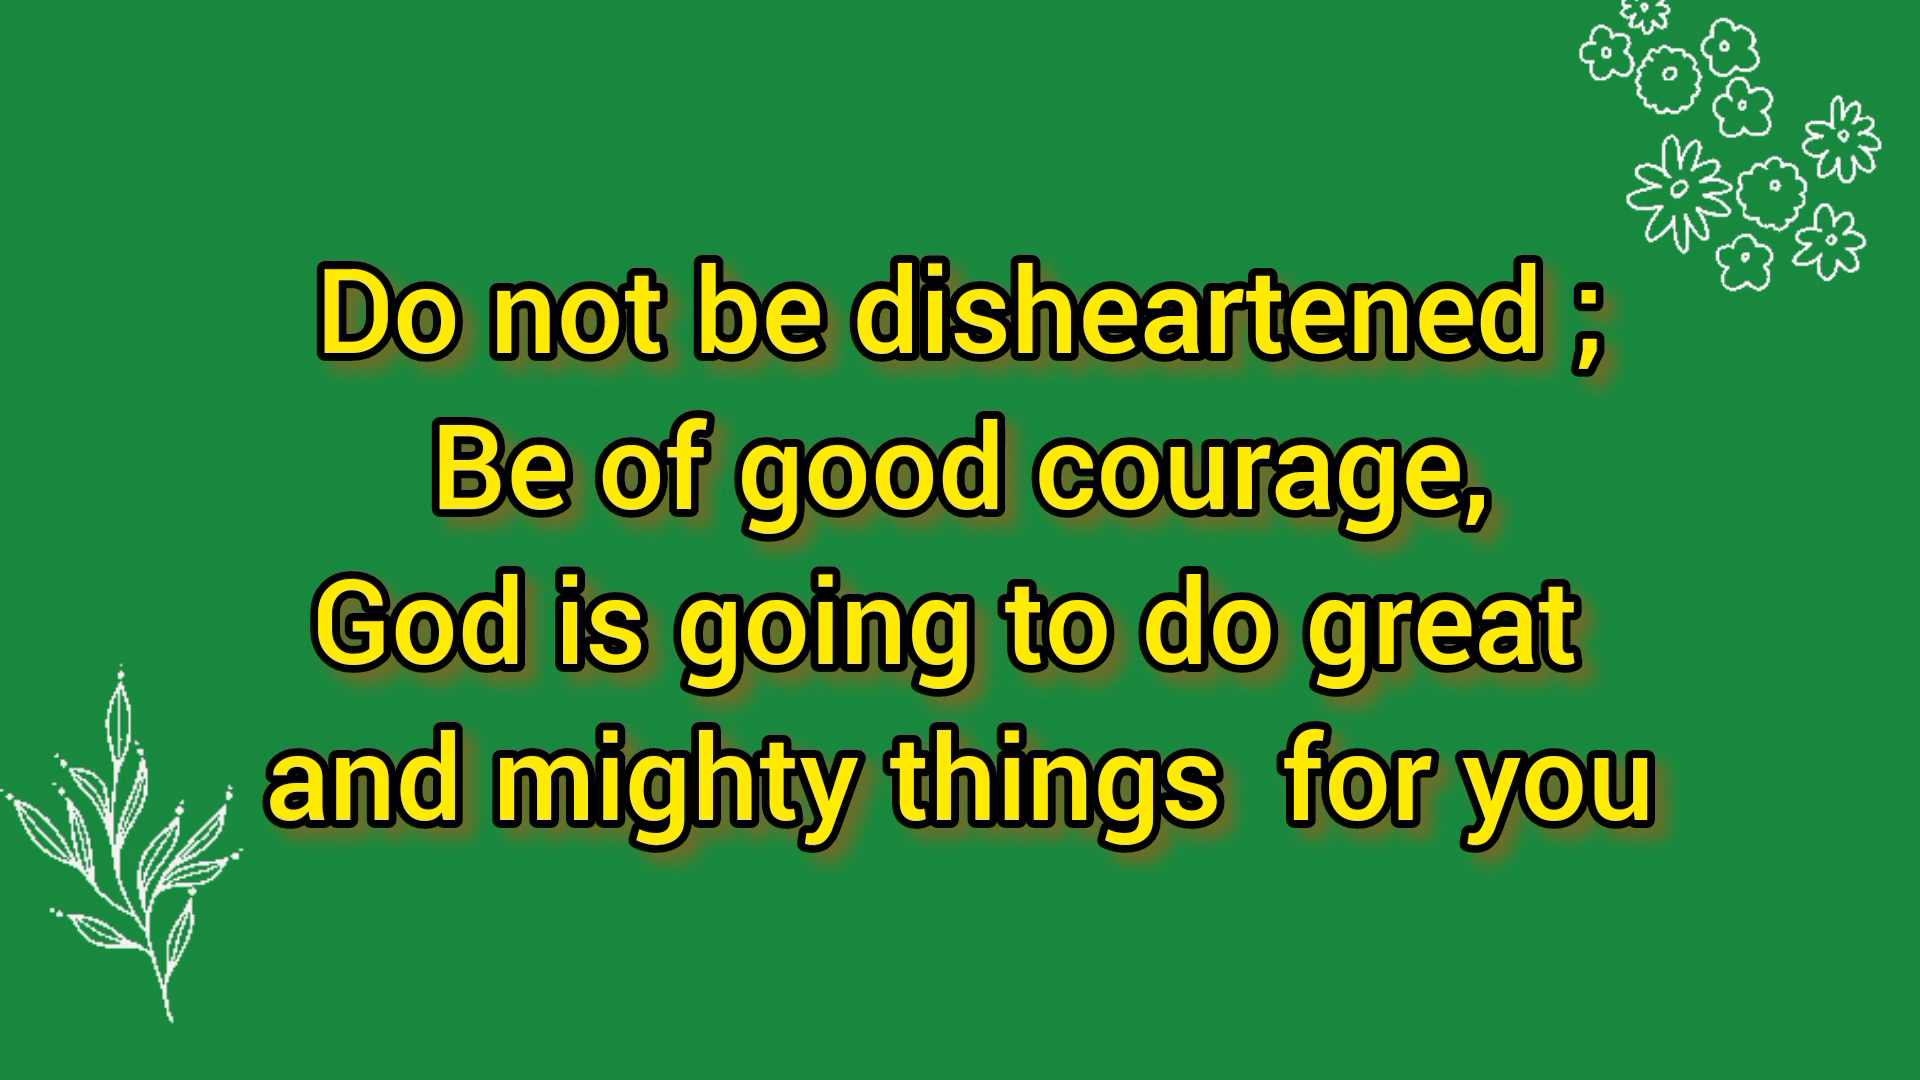 Do not be disheartened ;
Be of good courage,
God is going to do great
and mighty things  for you